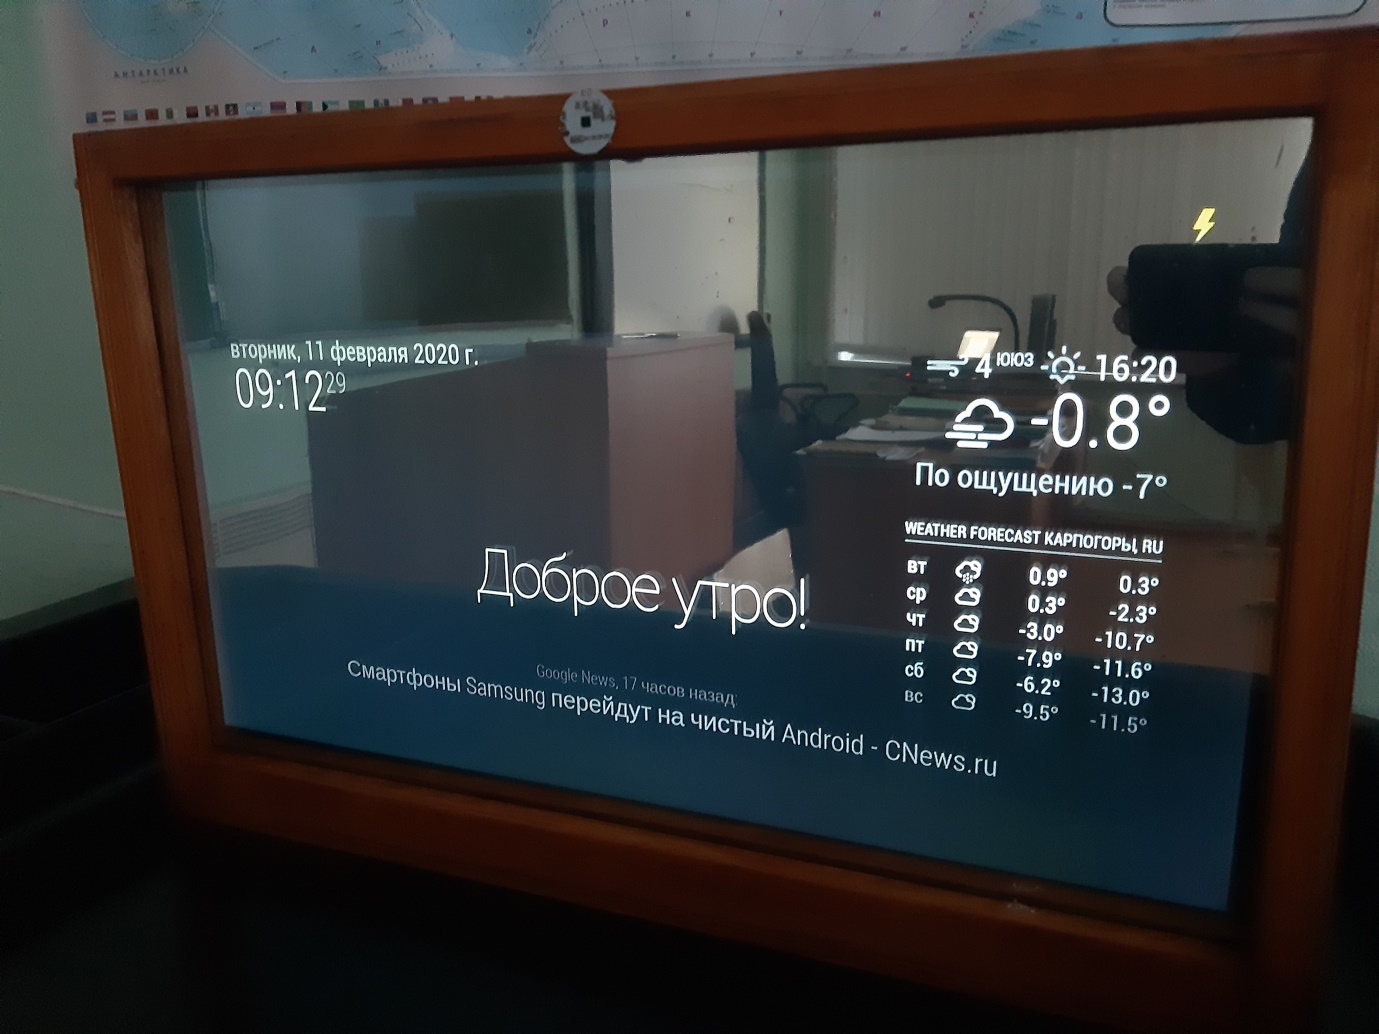 АНТАРКТИКА
вторник, 11 февраля 2020 г.
09:12 29
4 ЮЮЗ 16:20
-0.8°
По ощущению -7°
WEATHER FORECAST КАРПОГОРЫ, RU
вт 0.9° 0.3°
ср 0.3° -2.3°
чт -3.0° -10.7°
пт -7.9° -11.6°
сб -6.2° -13.0°
вс -9.5° -11.5°
Доброе утро!
Google News, 17 часов назад:
Смартфоны Samsung перейдут на чистый Android - CNews.ru